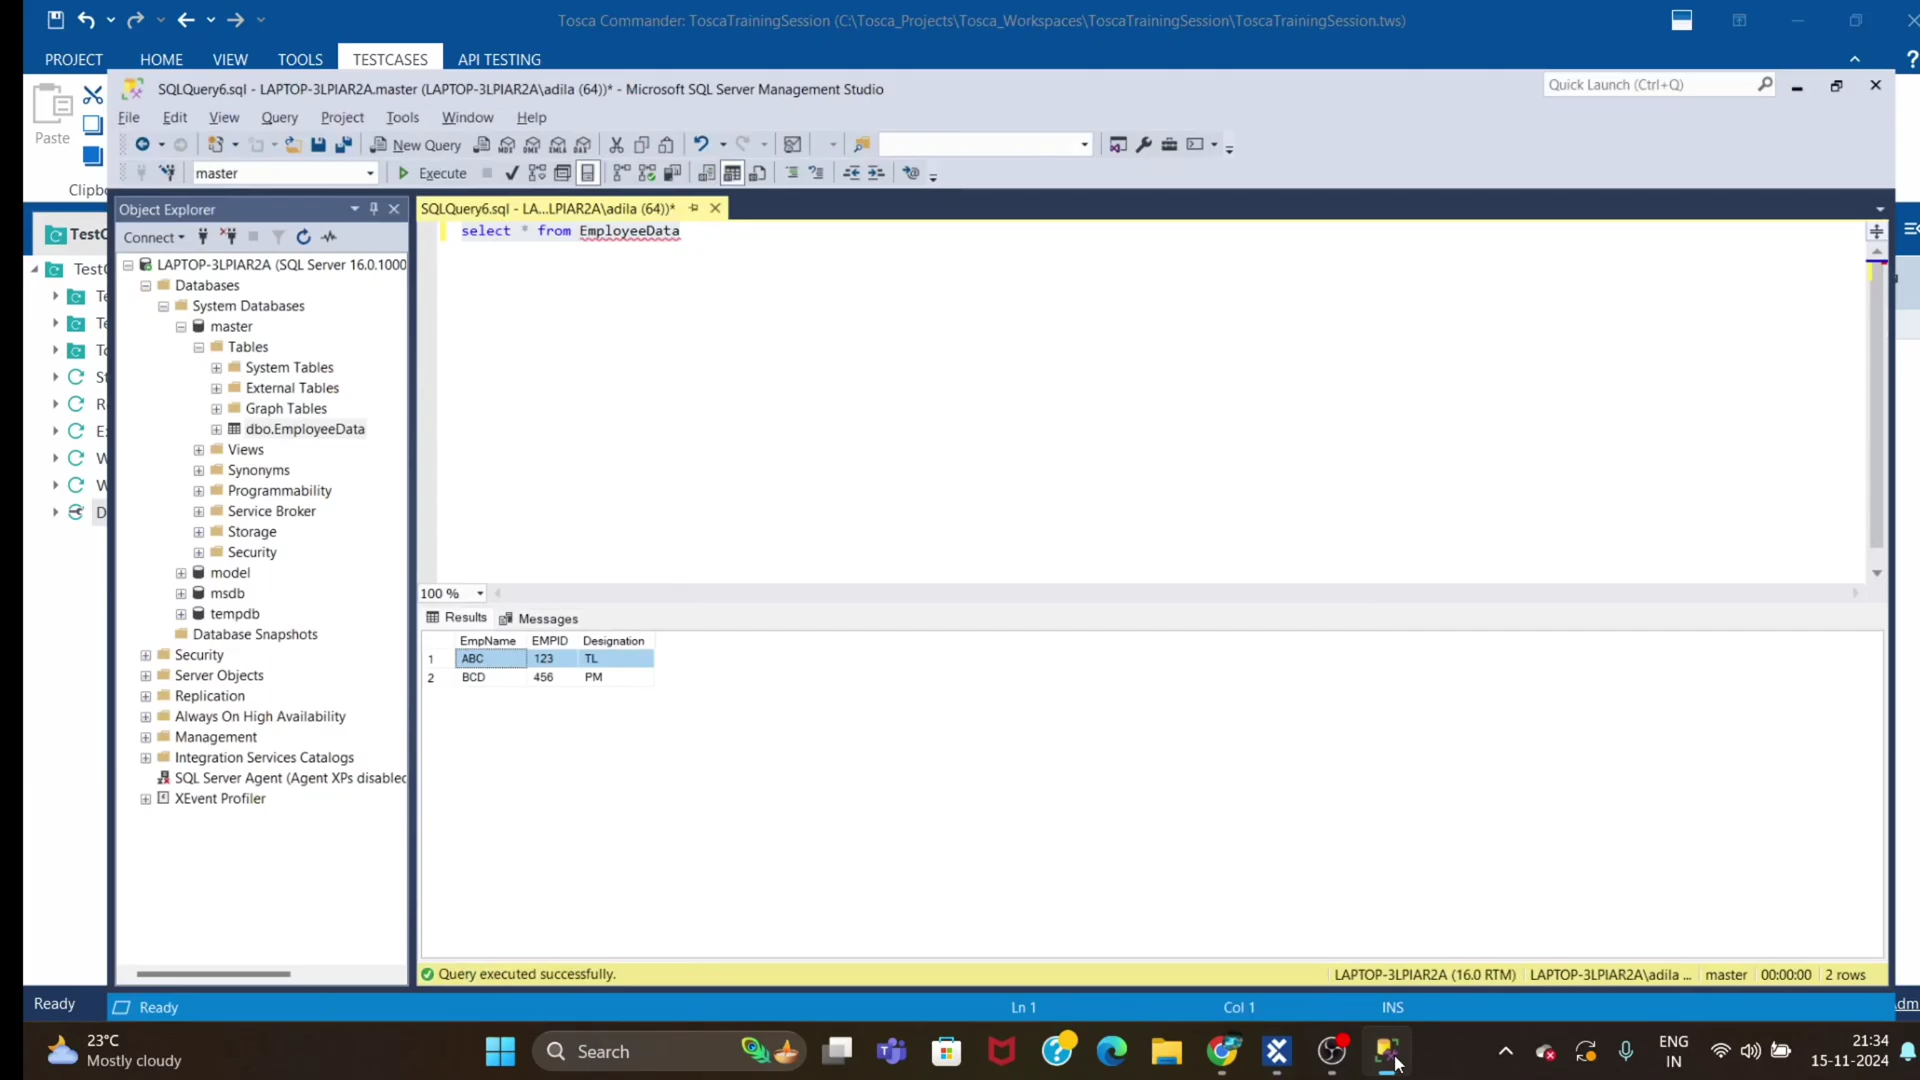 Tosca Commander: ToscaTrainingSession (C:\Tosca_Projects\Tosca_Workspaces\ToscaTrainingSession\ToscaTrainingSession.tws)
PROJECT HOME VIEW TOOLS TESTCASES API TESTING
Paste
SQLQuery6.sql - LAPTOP-3LPIAR2A.master (LAPTOP-3LPIAR2A\adila (64))* - Microsoft SQL Server Management Studio
Quick Launch (Ctrl+Q)
File Edit View Query Project Tools Window Help
New Query
master
Execute
Object Explorer
Connect
LAPTOP-3LPIAR2A (SQL Server 16.0.1000
Databases
System Databases
master
Tables
System Tables
External Tables
Graph Tables
dbo.EmployeeData
Views
Synonyms
Programmability
Service Broker
Storage
Security
model
msdb
tempdb
Database Snapshots
Security
Server Objects
Replication
Always On High Availability
Management
Integration Services Catalogs
SQL Server Agent (Agent XPs disabled
XEvent Profiler
SQLQuery6.sql - LA...LPIAR2A\adila (64))*
select * from EmployeeData
100 %
Results Messages
EmpName EMPID Designation
1 ABC 123 TL
2 BCD 456 PM
Query executed successfully.
LAPTOP-3LPIAR2A (16.0 RTM) LAPTOP-3LPIAR2A\adila ... master 00:00:00 2 rows
Ready
Ready Ln 1 Col 1 INS
23°C
Mostly cloudy
Search
ENG
IN
21:34
15-11-2024